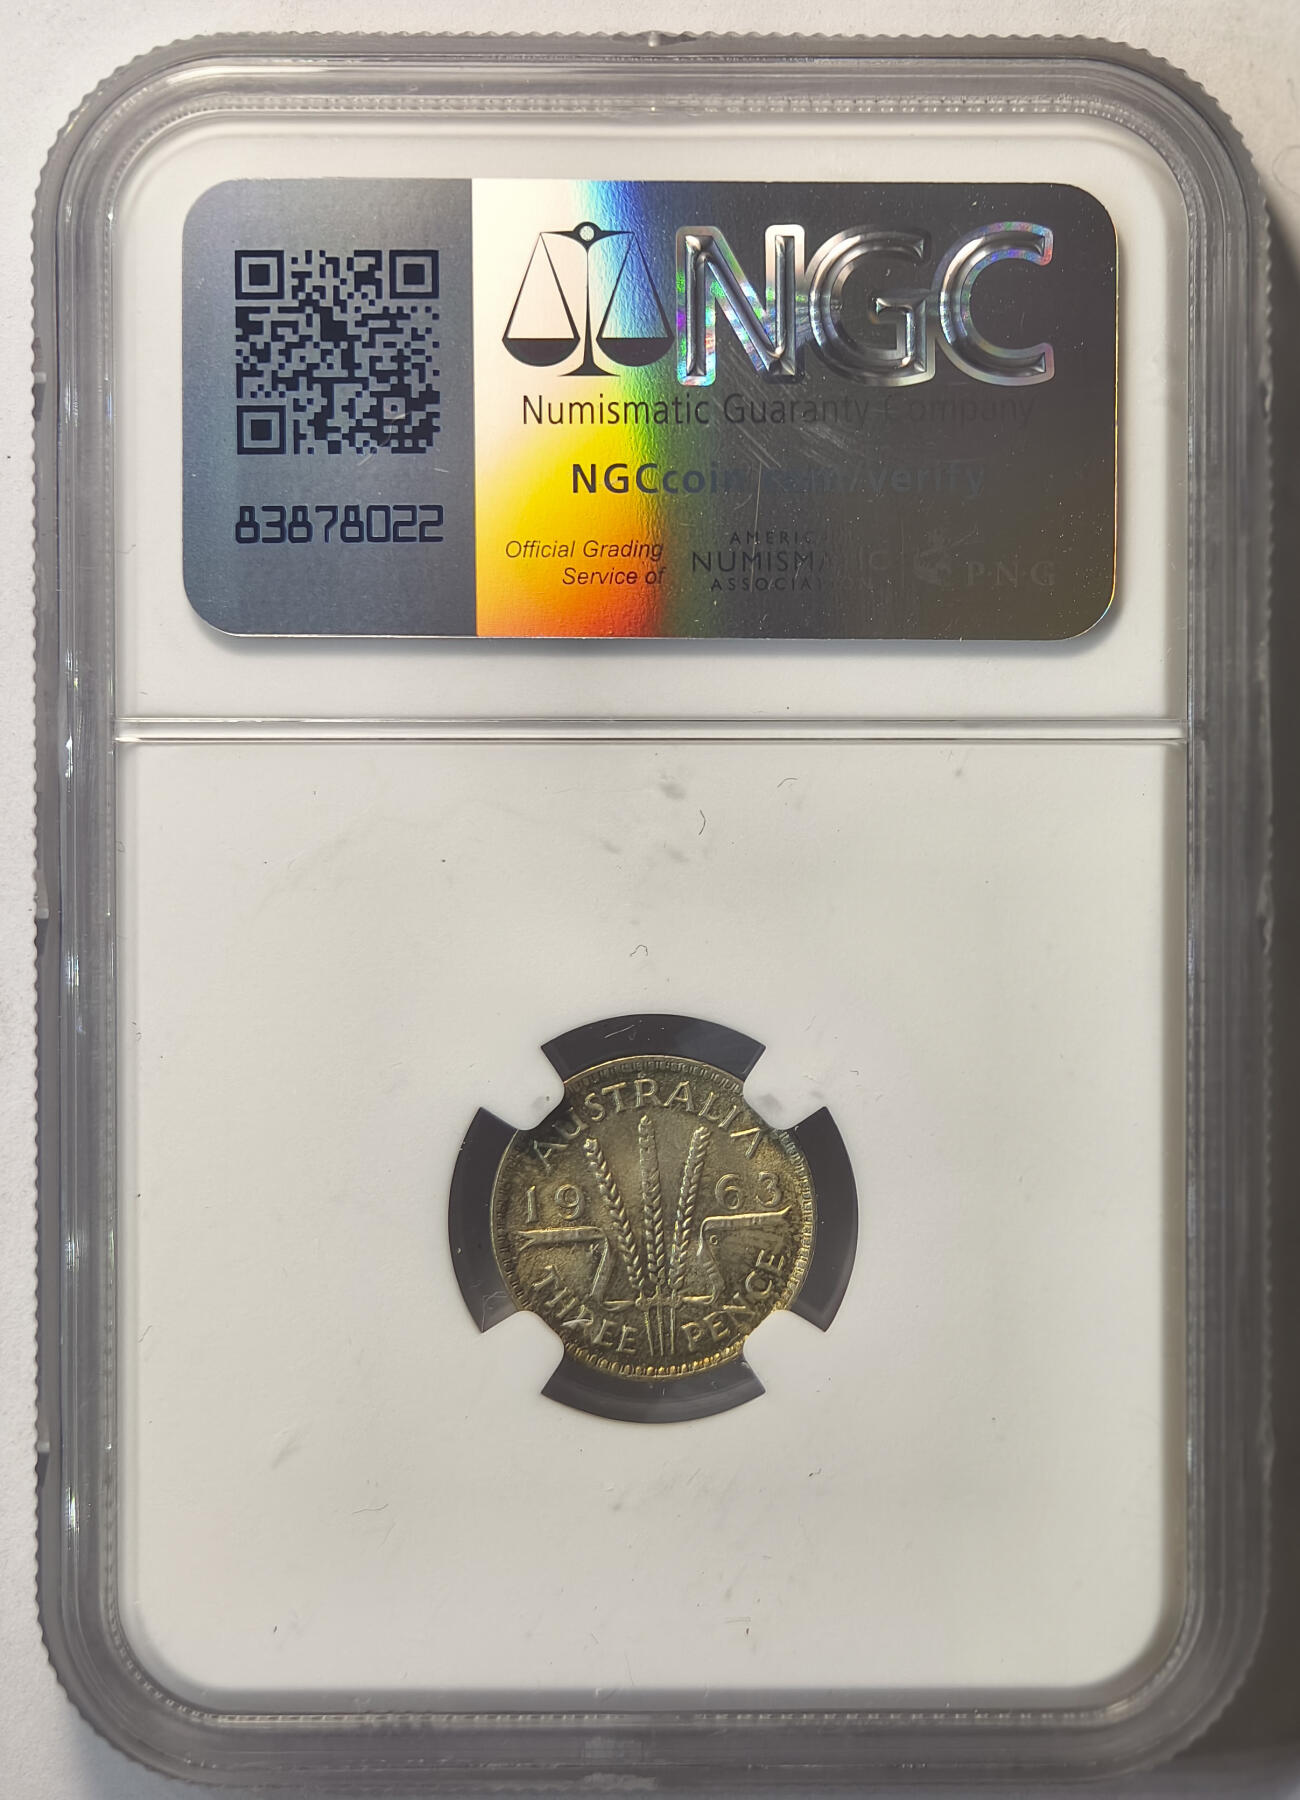 NGC
Numismatic Guaranty Company
NGCcoin.com/verify
83878022
Official Grading
Service of
AMERICAN
NUMISMATIC
ASSOCIATION
P·N·G
AUSTRALIA
1963
THREE PENCE